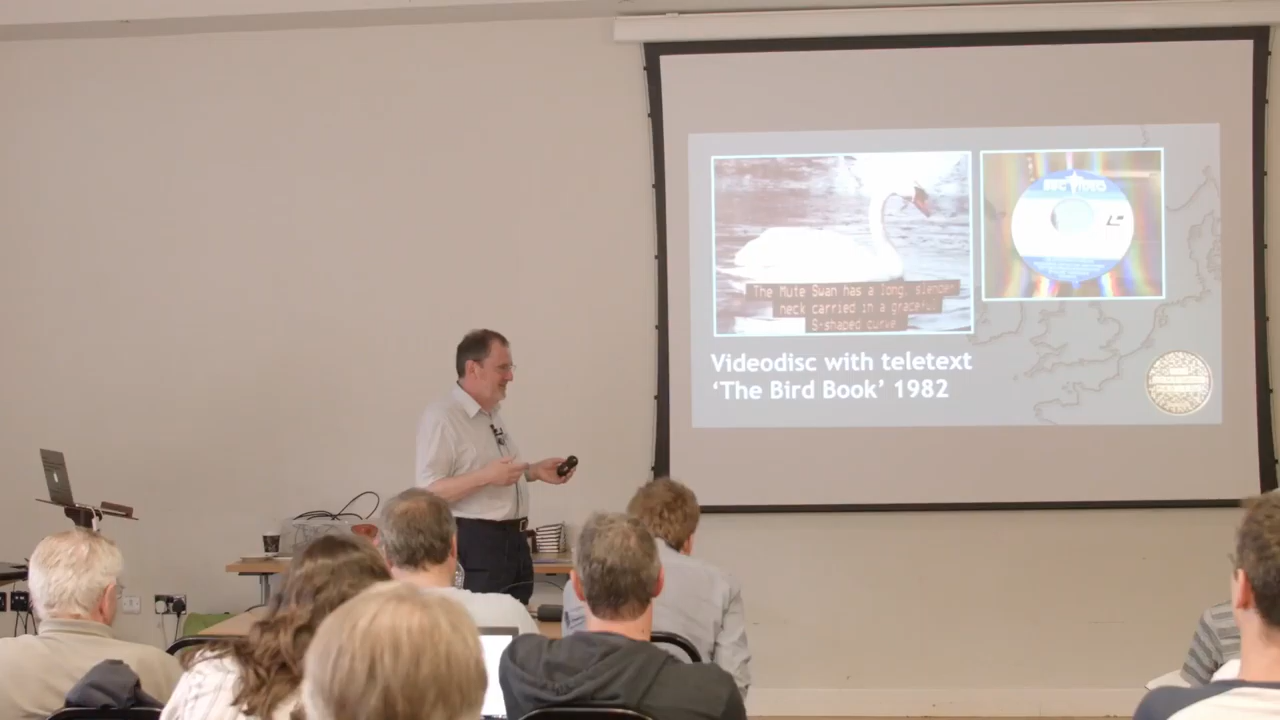 The Mute Swan has a long, slender
neck carried in a graceful
S-shaped curve
BBC VIDEO
Videodisc with teletext
‘The Bird Book’ 1982